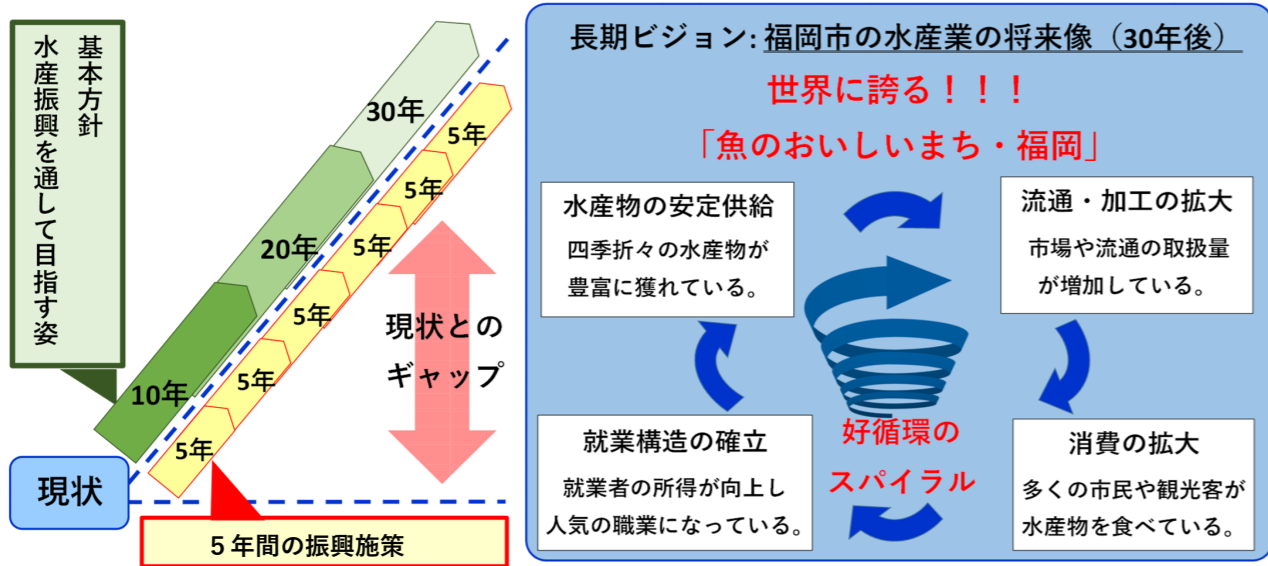 基本方針
水産振興を通して目指す姿
30年
20年
10年
5年
5年
5年
5年
5年
5年
現状との
ギャップ
現状
５年間の振興施策
長期ビジョン：福岡市の水産業の将来像（30年後）
世界に誇る！！！
「魚のおいしいまち・福岡」
水産物の安定供給
四季折々の水産物が
豊富に獲れている。
流通・加工の拡大
市場や流通の取扱量
が増加している。
就業構造の確立
就業者の所得が向上し
人気の職業になっている。
好循環の
スパイラル
消費の拡大
多くの市民や観光客が
水産物を食べている。